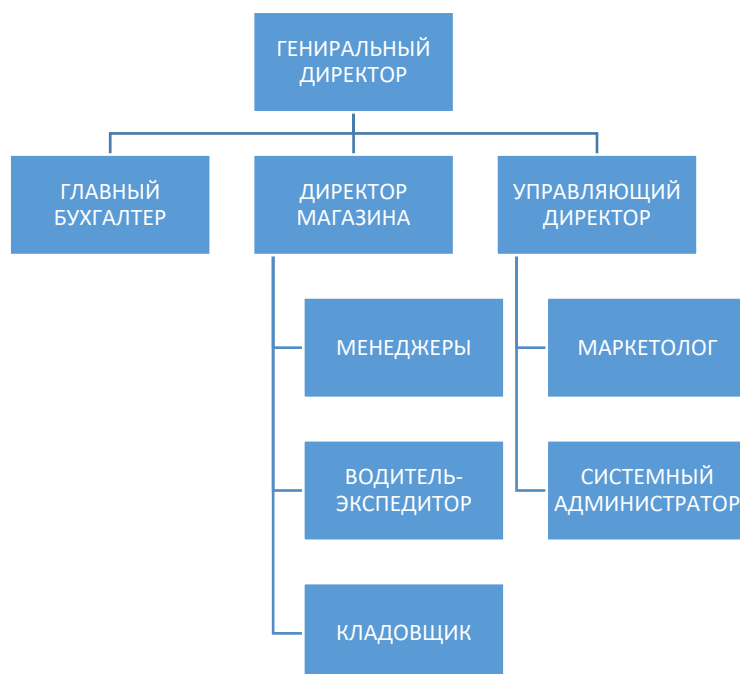 ГЕНИРАЛЬНЫЙ
ДИРЕКТОР
ГЛАВНЫЙ
БУХГАЛТЕР
ДИРЕКТОР
МАГАЗИНА
УПРАВЛЯЮЩИЙ
ДИРЕКТОР
МЕНЕДЖЕРЫ
ВОДИТЕЛЬ-
ЭКСПЕДИТОР
КЛАДОВЩИК
МАРКЕТОЛОГ
СИСТЕМНЫЙ
АДМИНИСТРАТОР